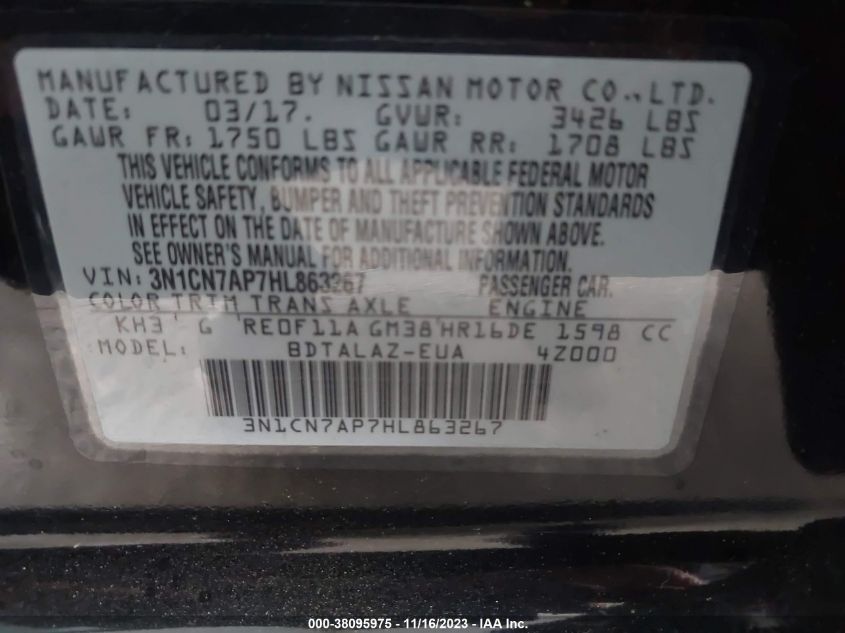 MANUFACTURED BY NISSAN MOTOR CO., LTD.
DATE: 03/17. GVWR: 3426 LBS
GAWR FR: 1750 LBS GAWR RR: 1708 LBS
THIS VEHICLE CONFORMS TO ALL APPLICABLE FEDERAL MOTOR
VEHICLE SAFETY, BUMPER AND THEFT PREVENTION STANDARDS
IN EFFECT ON THE DATE OF MANUFACTURE SHOWN ABOVE.
SEE OWNER'S MANUAL FOR ADDITIONAL INFORMATION.
VIN: 3N1CN7AP7HL863267 PASSENGER CAR.
COLOR TRIM TRANS AXLE ENGINE
KH3 G RE0F11A GM38 HR16DE 1598 CC
MODEL: BDTALAZ-EUA 4Z000
3N1CN7AP7HL863267
000-38095975 - 11/16/2023 - IAA Inc.